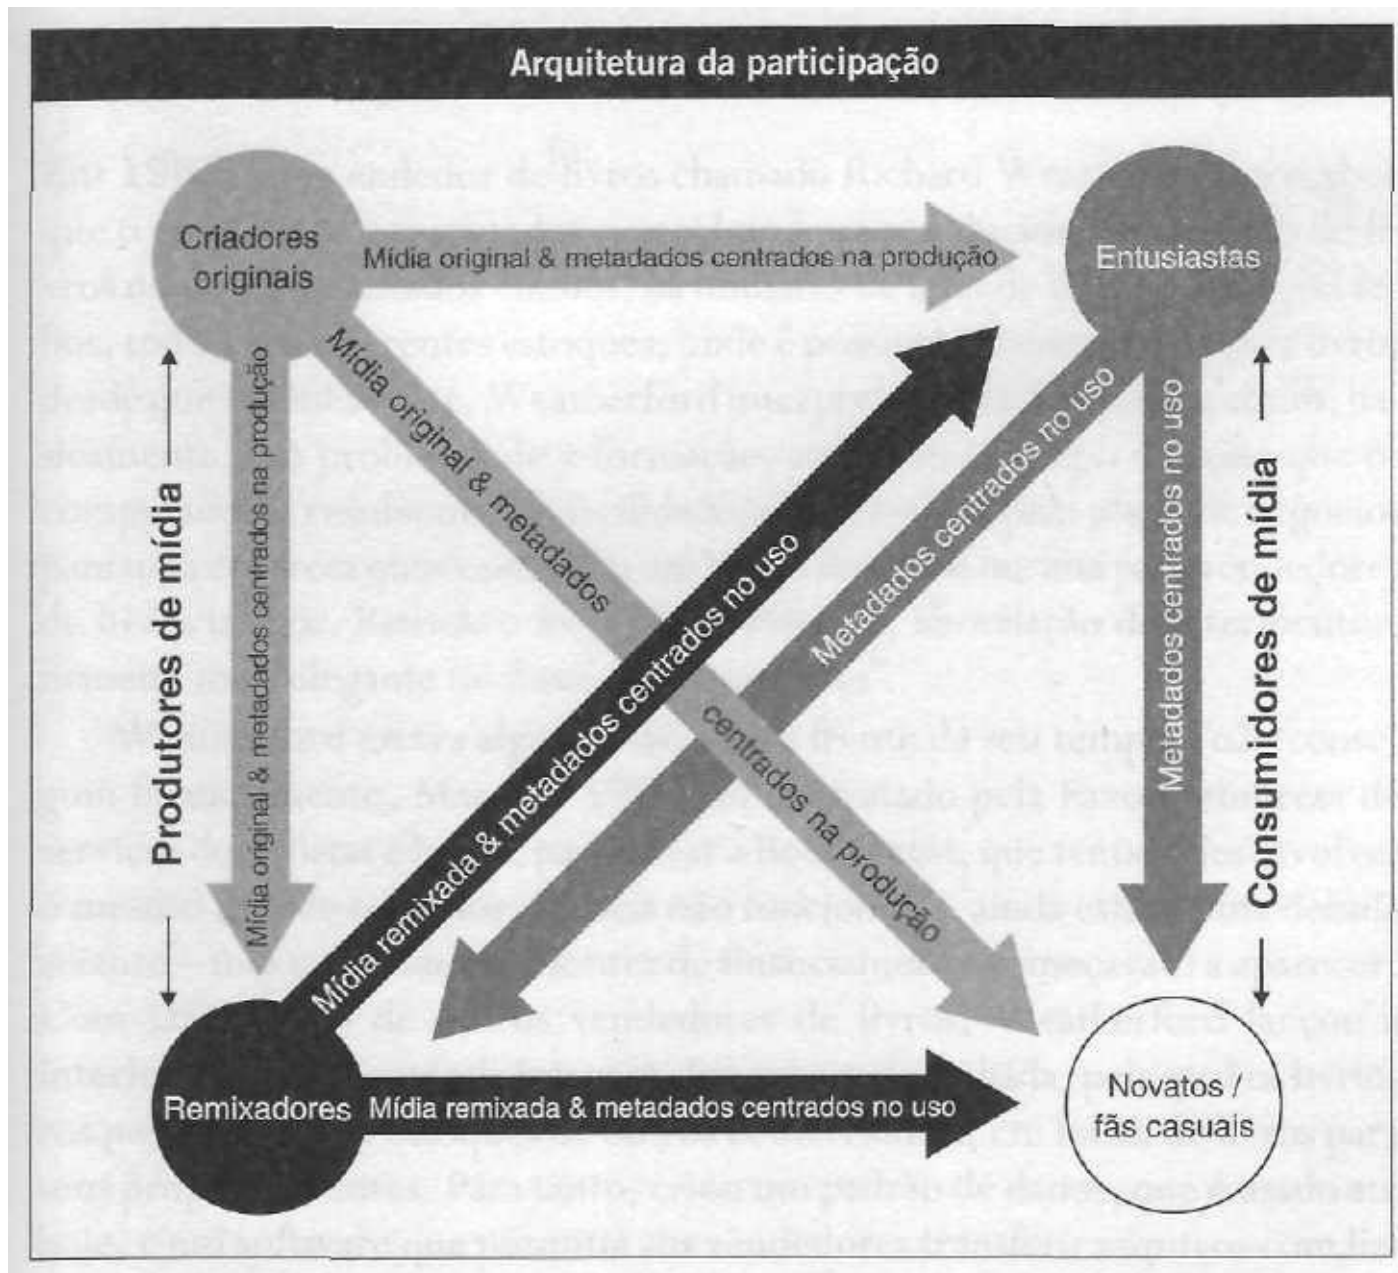 Arquitetura da participação
Criadores
originais
Mídia original & metadados centrados na produção
Entusiastas
Mídia original & metadados centrados na produção
Mídia original & metadados
centrados na produção
Mídia remixada & metadados centrados no uso
Metadados centrados no uso
Metadados centrados no uso
Produtores de mídia
Consumidores de mídia
Remixadores
Mídia remixada & metadados centrados no uso
Novatos /
fãs casuais